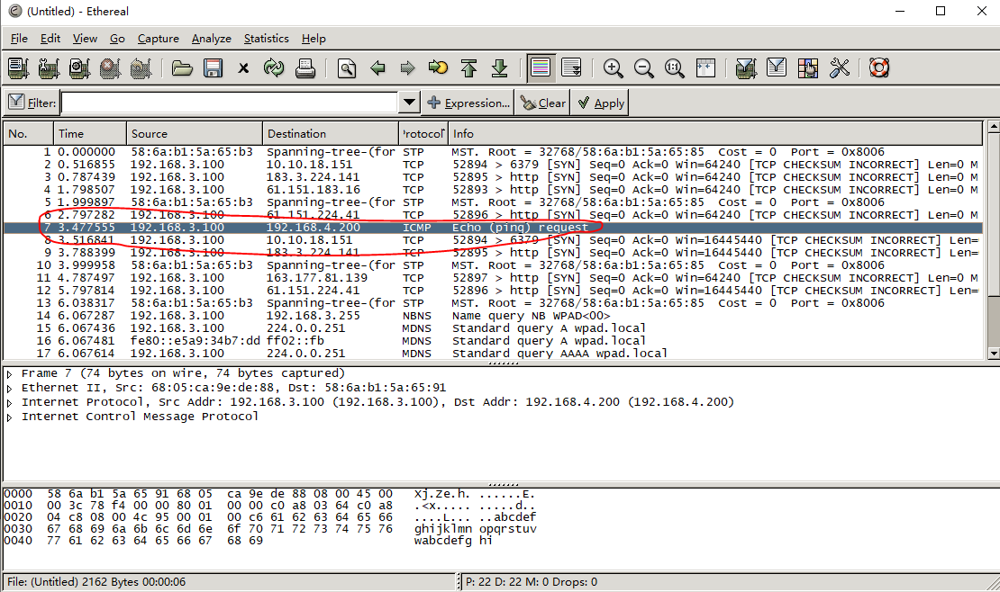 (Untitled) - Ethereal
File Edit View Go Capture Analyze Statistics Help
Filter: Expression... Clear Apply
No. Time Source Destination Protocol Info
1 0.000000 58:6a:b1:5a:65:b3 Spanning-tree-(for STP MST. Root = 32768/58:6a:b1:5a:65:85 Cost = 0 Port = 0x8006
2 0.516855 192.168.3.100 10.10.18.151 TCP 52894 > 6379 [SYN] Seq=0 Ack=0 Win=64240 [TCP CHECKSUM INCORRECT] Len=0 M
3 0.787439 192.168.3.100 183.3.224.141 TCP 52895 > http [SYN] Seq=0 Ack=0 Win=64240 [TCP CHECKSUM INCORRECT] Len=0 M
4 1.798507 192.168.3.100 61.151.183.16 TCP 52893 > http [SYN] Seq=0 Ack=0 Win=64240 [TCP CHECKSUM INCORRECT] Len=0 M
5 1.999897 58:6a:b1:5a:65:b3 Spanning-tree-(for STP MST. Root = 32768/58:6a:b1:5a:65:85 Cost = 0 Port = 0x8006
6 2.797282 192.168.3.100 61.151.224.41 TCP 52896 > http [SYN] Seq=0 Ack=0 Win=64240 [TCP CHECKSUM INCORRECT] Len=0 M
7 3.477555 192.168.3.100 192.168.4.200 ICMP Echo (ping) request
8 3.516841 192.168.3.100 10.10.18.151 TCP 52894 > 6379 [SYN] Seq=0 Ack=0 Win=16445440 [TCP CHECKSUM INCORRECT] Len=
9 3.788399 192.168.3.100 183.3.224.141 TCP 52895 > http [SYN] Seq=0 Ack=0 Win=16445440 [TCP CHECKSUM INCORRECT] Len=
10 3.999958 58:6a:b1:5a:65:b3 Spanning-tree-(for STP MST. Root = 32768/58:6a:b1:5a:65:85 Cost = 0 Port = 0x8006
11 4.787497 192.168.3.100 163.177.81.139 TCP 52897 > http [SYN] Seq=0 Ack=0 Win=64240 [TCP CHECKSUM INCORRECT] Len=0 M
12 5.797814 192.168.3.100 61.151.224.41 TCP 52896 > http [SYN] Seq=0 Ack=0 Win=16445440 [TCP CHECKSUM INCORRECT] Len=
13 6.038317 58:6a:b1:5a:65:b3 Spanning-tree-(for STP MST. Root = 32768/58:6a:b1:5a:65:85 Cost = 0 Port = 0x8006
14 6.067287 192.168.3.100 192.168.3.255 NBNS Name query NB WPAD<00>
15 6.067436 192.168.3.100 224.0.0.251 MDNS Standard query A wpad.local
16 6.067481 fe80::e5a9:34b7:dd ff02::fb MDNS Standard query A wpad.local
17 6.067614 192.168.3.100 224.0.0.251 MDNS Standard query AAAA wpad.local
Frame 7 (74 bytes on wire, 74 bytes captured)
Ethernet II, Src: 68:05:ca:9e:de:88, Dst: 58:6a:b1:5a:65:91
Internet Protocol, Src Addr: 192.168.3.100 (192.168.3.100), Dst Addr: 192.168.4.200 (192.168.4.200)
Internet Control Message Protocol
0000 58 6a b1 5a 65 91 68 05 ca 9e de 88 08 00 45 00 Xj.Ze.h. ......E.
0010 00 3c 78 f4 00 00 80 01 00 00 c0 a8 03 64 c0 a8 .<x..... .....d..
0020 04 c8 08 00 4c 95 00 01 00 c6 61 62 63 64 65 66 ....L... ..abcdef
0030 67 68 69 6a 6b 6c 6d 6e 6f 70 71 72 73 74 75 76 ghijklmn opqrstuv
0040 77 61 62 63 64 65 66 67 68 69 wabcdefg hi
File: (Untitled) 2162 Bytes 00:00:06 P: 22 D: 22 M: 0 Drops: 0